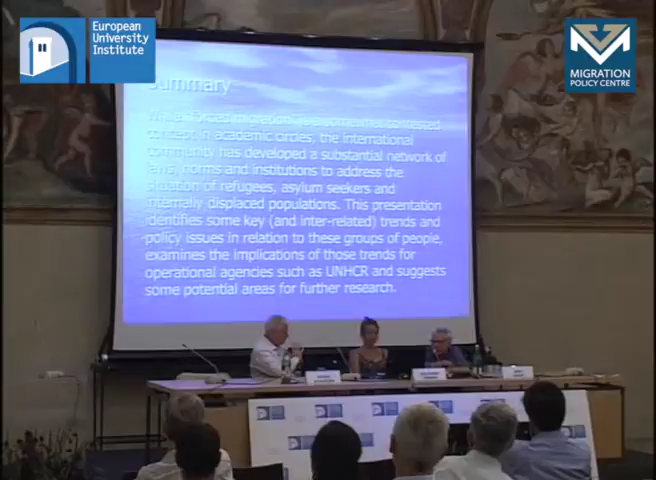 European
University
Institute
MIGRATION
POLICY CENTRE
Summary
While 'forced migration' is a somewhat contested
concept in academic circles, the international
community has developed a substantial network of
laws, norms and institutions to address the
situation of refugees, asylum seekers and
internally displaced populations. This presentation
identifies some key (and inter-related) trends and
policy issues in relation to these groups of people,
examines the implications of those trends for
operational agencies such as UNHCR and suggests
some potential areas for further research.